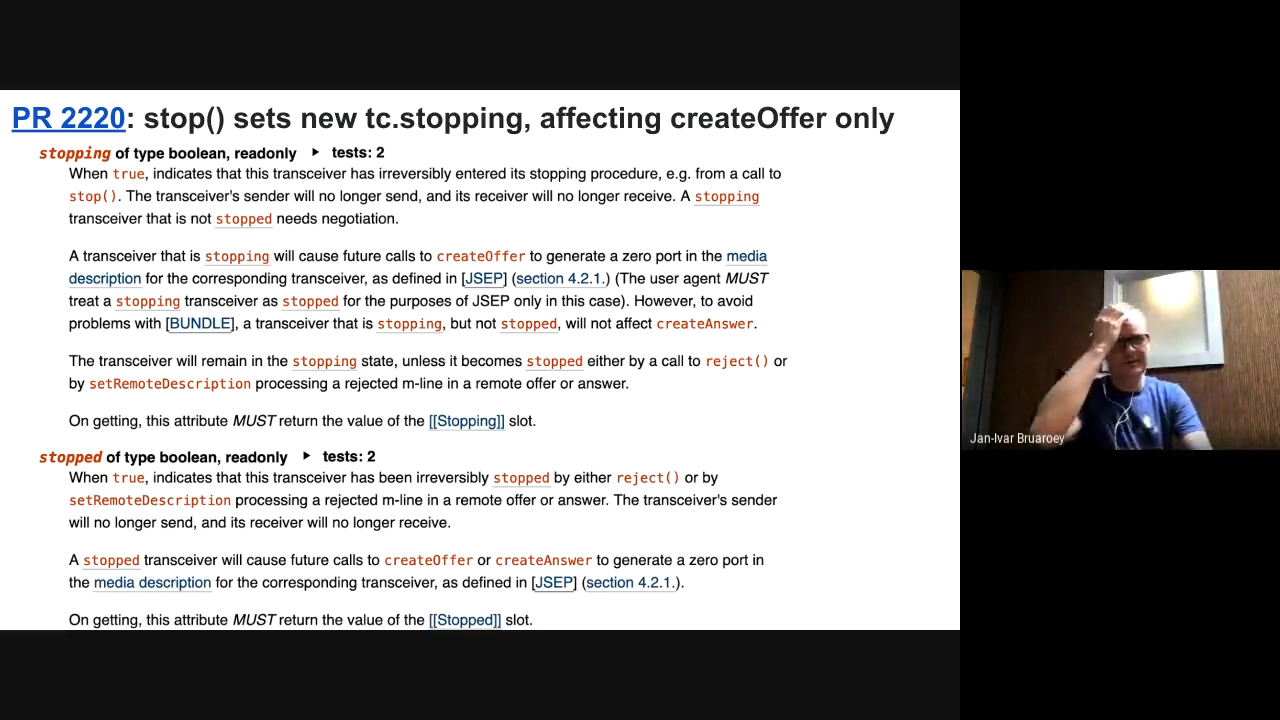 PR 2220: stop() sets new tc.stopping, affecting createOffer only
stopping of type boolean, readonly ▶ tests: 2
When true, indicates that this transceiver has irreversibly entered its stopping procedure, e.g. from a call to
stop(). The transceiver's sender will no longer send, and its receiver will no longer receive. A stopping
transceiver that is not stopped needs negotiation.
A transceiver that is stopping will cause future calls to createOffer to generate a zero port in the media
description for the corresponding transceiver, as defined in [JSEP] (section 4.2.1.) (The user agent MUST
treat a stopping transceiver as stopped for the purposes of JSEP only in this case). However, to avoid
problems with [BUNDLE], a transceiver that is stopping, but not stopped, will not affect createAnswer.
The transceiver will remain in the stopping state, unless it becomes stopped either by a call to reject() or
by setRemoteDescription processing a rejected m-line in a remote offer or answer.
On getting, this attribute MUST return the value of the [[Stopping]] slot.
stopped of type boolean, readonly ▶ tests: 2
When true, indicates that this transceiver has been irreversibly stopped by either reject() or by
setRemoteDescription processing a rejected m-line in a remote offer or answer. The transceiver's sender
will no longer send, and its receiver will no longer receive.
A stopped transceiver will cause future calls to createOffer or createAnswer to generate a zero port in
the media description for the corresponding transceiver, as defined in [JSEP] (section 4.2.1.).
On getting, this attribute MUST return the value of the [[Stopped]] slot.
Jan-Ivar Bruaroey